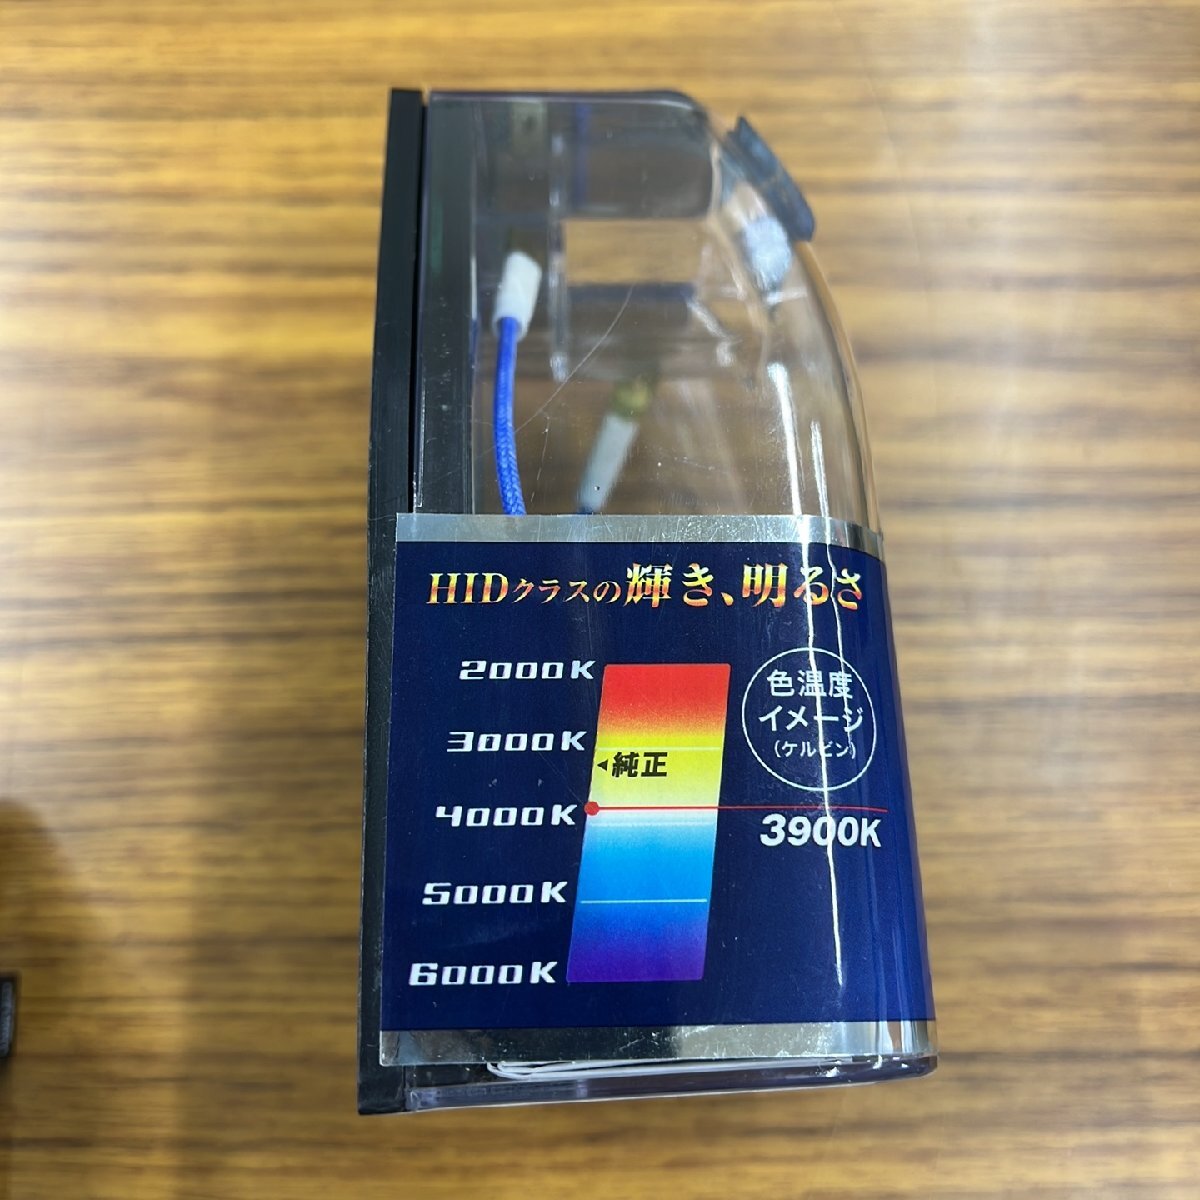 HIDクラスの輝き、明るさ
2000K
3000K
◀純正
4000K
5000K
6000K
色温度
イメージ
(ケルビン)
3900K